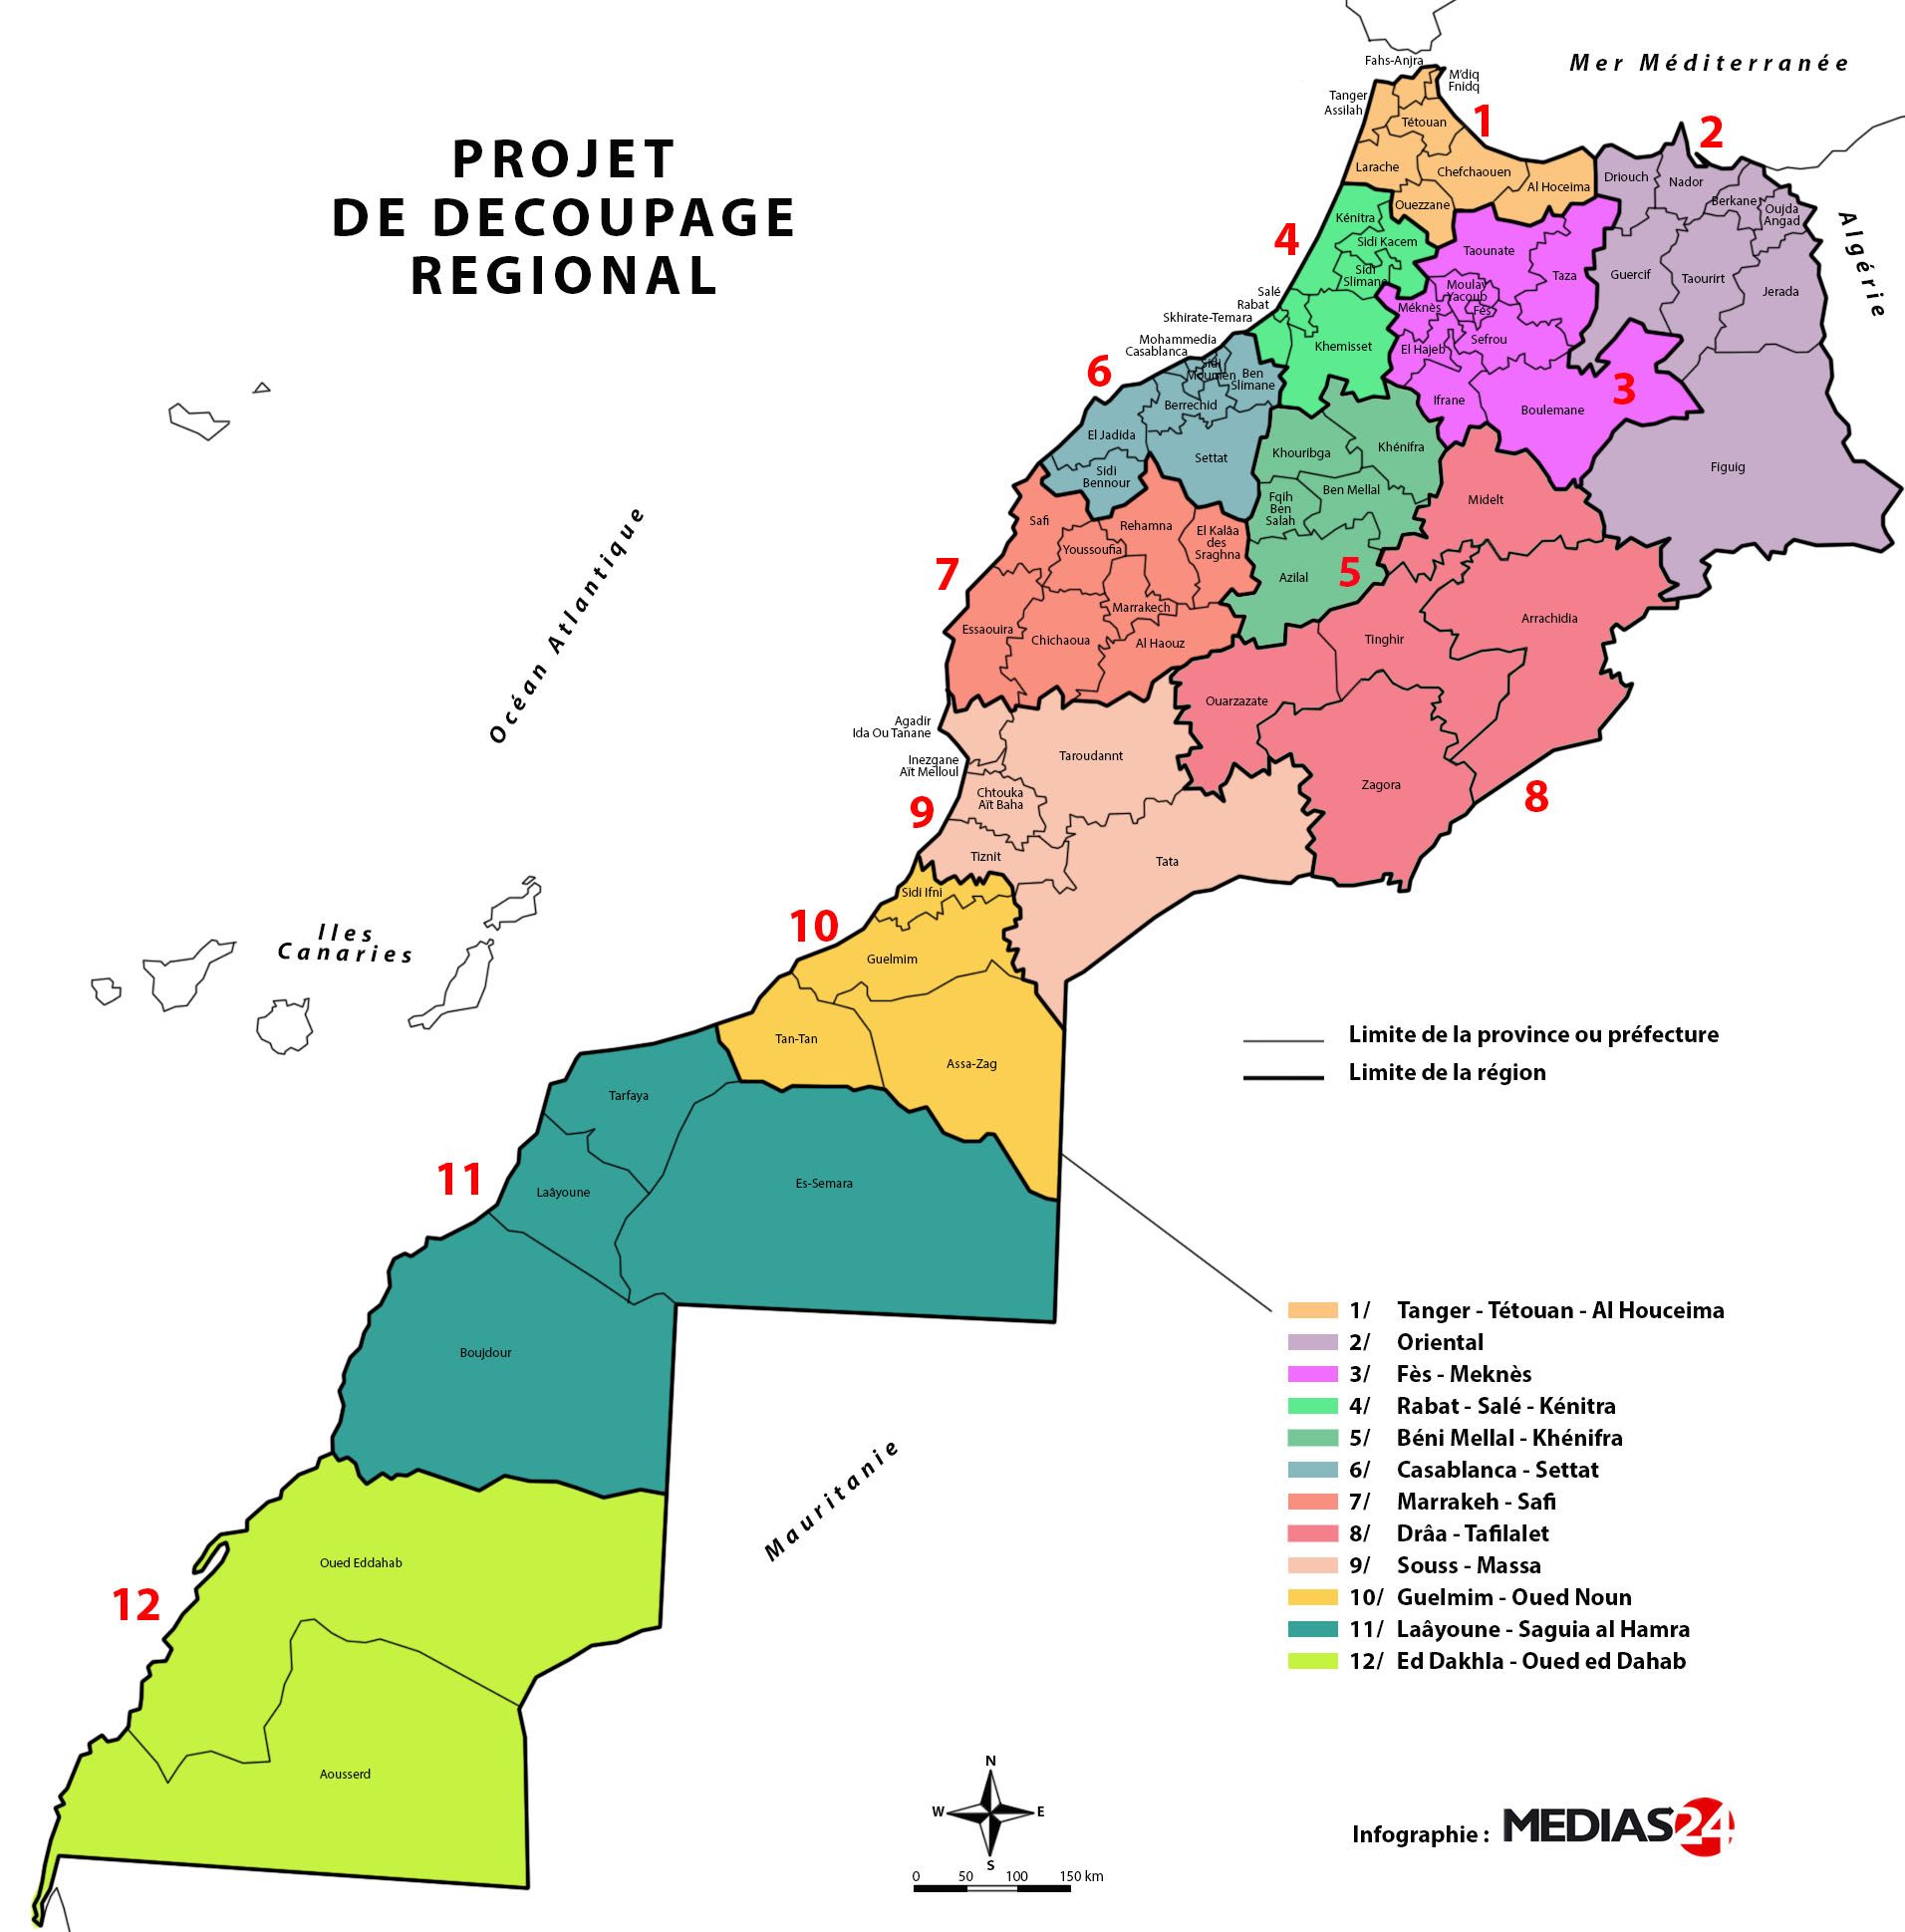 PROJET
DE DECOUPAGE
REGIONAL
Mer Méditerranée
Algérie
Océan Atlantique
Iles
Canaries
Mauritanie
Fahs-Anjra
M'diq
Fnidq
Tanger
Assilah
Tétouan
1
Larache
Chefchaouen
Al Hoceima
Ouezzane
2
Driouch
Nador
Berkane
Oujda
Angad
Guercif
Taourirt
Jerada
Figuig
4
Kénitra
Sidi Kacem
Sidi
Slimane
Salé
Rabat
Skhirate-Temara
Khemisset
Taounate
Taza
Moulay
Yacoub
Fès
Méknès
Sefrou
El Hajeb
Ifrane
Boulemane
3
Mohammedia
Casablanca
6
Sidi
Moumen
Ben
Slimane
Berrechid
El Jadida
Settat
Sidi
Bennour
Khouribga
Khénifra
Fqih
Ben
Salah
Ben Mellal
Azilal
5
Safi
Rehamna
Youssoufia
El Kalâa
des
Sraghna
7
Marrakech
Essaouira
Chichaoua
Al Haouz
Midelt
Arrachidia
Tinghir
Ouarzazate
Zagora
8
Agadir
Ida Ou Tanane
Inezgane
Aït Melloul
Taroudannt
Chtouka
Aït Baha
9
Tiznit
Tata
Sidi Ifni
10
Guelmim
Tan-Tan
Assa-Zag
Tarfaya
11
Laâyoune
Es-Semara
Boujdour
Oued Eddahab
12
Aousserd
Limite de la province ou préfecture
Limite de la région
1/ Tanger - Tétouan - Al Houceima
2/ Oriental
3/ Fès - Meknès
4/ Rabat - Salé - Kénitra
5/ Béni Mellal - Khénifra
6/ Casablanca - Settat
7/ Marrakeh - Safi
8/ Drâa - Tafilalet
9/ Souss - Massa
10/ Guelmim - Oued Noun
11/ Laâyoune - Saguia al Hamra
12/ Ed Dakhla - Oued ed Dahab
N
W E
S
0 50 100 150 km
Infographie : MEDIAS24